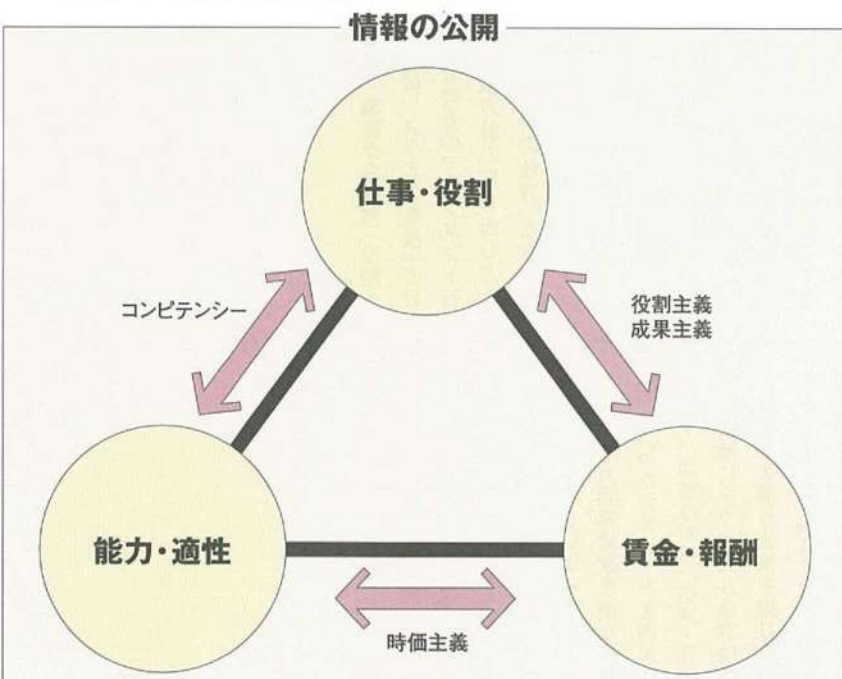 情報の公開
仕事・役割
コンピテンシー
役割主義
成果主義
能力・適性
賃金・報酬
時価主義